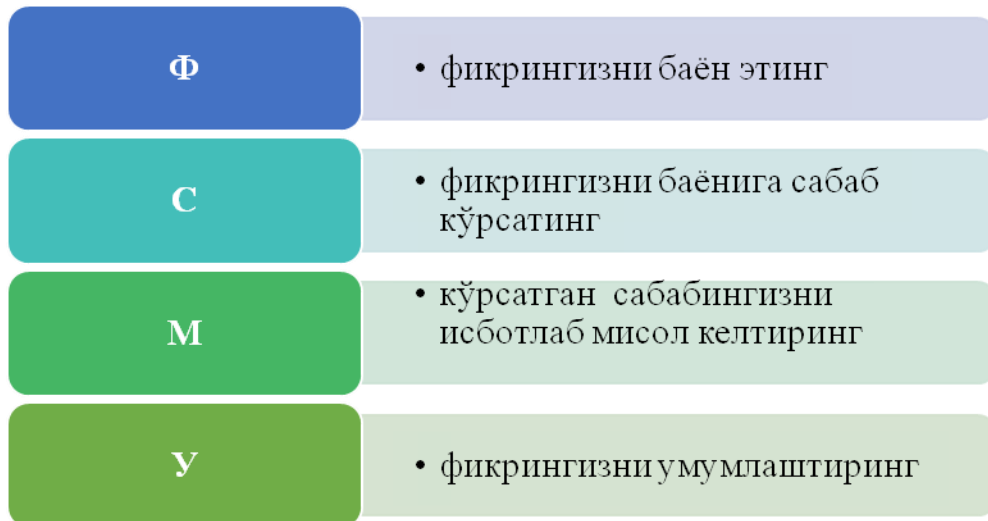 Ф
• фикрингизни баён этинг
С
• фикрингизни баёнига сабаб
кўрсатинг
М
• кўрсатган сабабингизни
исботлаб мисол келтиринг
У
• фикрингизни умумлаштиринг